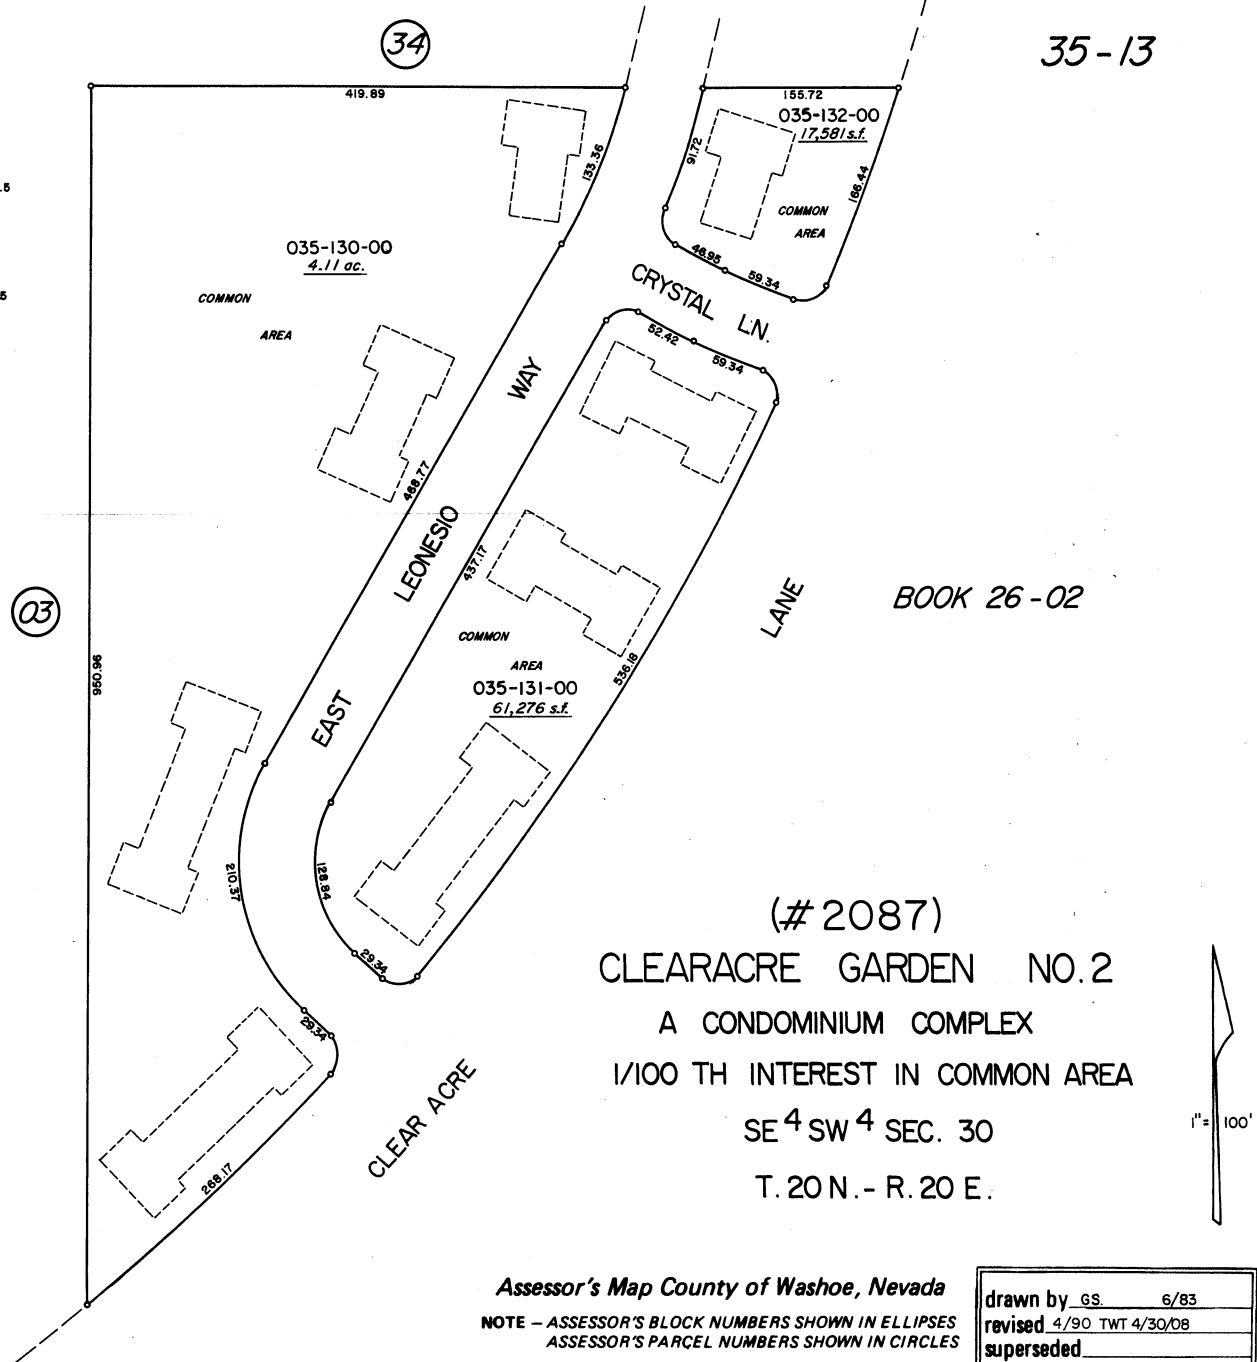 34
35-13
419.89
155.72
035-132-00
17,581 s.f.
133.36
91.72
166.44
.5
COMMON
AREA
035-130-00
4.11 ac.
46.95
59.34
5
COMMON
AREA
CRYSTAL LN.
52.42
59.34
WAY
468.77
LEONESIO
437.17
03
BOOK 26-02
LANE
COMMON
AREA
035-131-00
61,276 s.f.
950.96
536.18
EAST
210.37
128.84
29.34
29.34
(#2087)
CLEARACRE GARDEN NO. 2
A CONDOMINIUM COMPLEX
1/100 TH INTEREST IN COMMON AREA
SE 4 SW 4 SEC. 30
T. 20 N. - R. 20 E.
1"= 100'
CLEAR ACRE
268.17
Assessor's Map County of Washoe, Nevada
NOTE - ASSESSOR'S BLOCK NUMBERS SHOWN IN ELLIPSES
ASSESSOR'S PARCEL NUMBERS SHOWN IN CIRCLES
drawn by GS. 6/83
revised 4/90 TWT 4/30/08
superseded